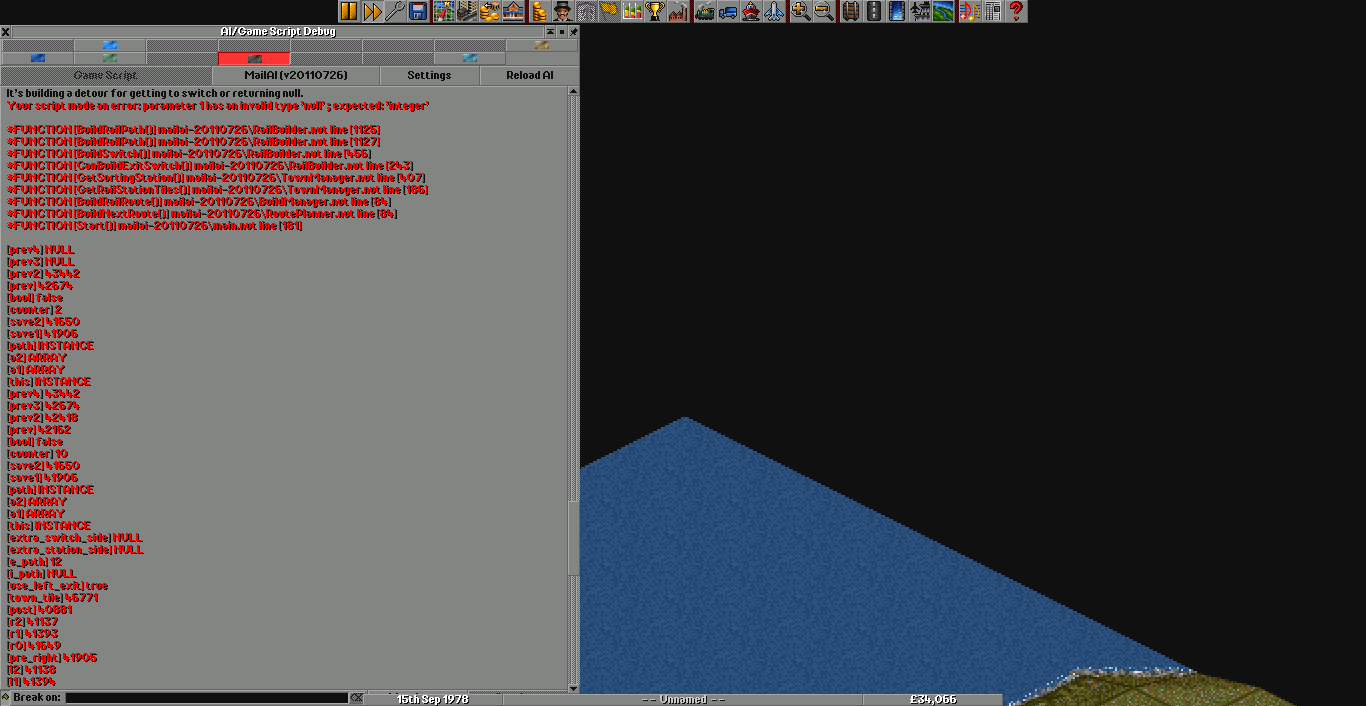 AI/Game Script Debug
Game Script
MailAI (v20110726)
Settings
Reload AI
It's building a detour for getting to switch or returning null.
Your script made an error: parameter 1 has an invalid type 'null' ; expected: 'integer'
*FUNCTION [BuildRailPath()] mailai-20110726\RailBuilder.nut line [1126]
*FUNCTION [BuildRailPath()] mailai-20110726\RailBuilder.nut line [1127]
*FUNCTION [BuildSwitch()] mailai-20110726\RailBuilder.nut line [456]
*FUNCTION [CanBuildExitSwitch()] mailai-20110726\RailBuilder.nut line [243]
*FUNCTION [GetSortingStation()] mailai-20110726\TownManager.nut line [407]
*FUNCTION [GetRailStationTiles()] mailai-20110726\TownManager.nut line [186]
*FUNCTION [BuildRailRoute()] mailai-20110726\BuildManager.nut line [84]
*FUNCTION [BuildNextRoute()] mailai-20110726\RoutePlanner.nut line [84]
*FUNCTION [Start()] mailai-20110726\main.nut line [181]
[prev4] NULL
[prev3] NULL
[prev2] 43442
[prev] 42674
[bool] false
[counter] 2
[save2] 41650
[save1] 41906
[path] INSTANCE
[a2] ARRAY
[a1] ARRAY
[this] INSTANCE
[prev4] 43442
[prev3] 42674
[prev2] 42418
[prev] 42162
[bool] false
[counter] 10
[save2] 41650
[save1] 41906
[path] INSTANCE
[a2] ARRAY
[a1] ARRAY
[this] INSTANCE
[extra_switch_side] NULL
[extra_station_side] NULL
[e_path] 12
[i_path] NULL
[use_left_exit] true
[town_tile] 46771
[post] 40881
[r2] 41137
[r1] 41393
[r0] 41649
[pre_right] 41905
[l2] 41138
[l1] 41394
Break on:
15th Sep 1978
-- Unnamed --
£34,066